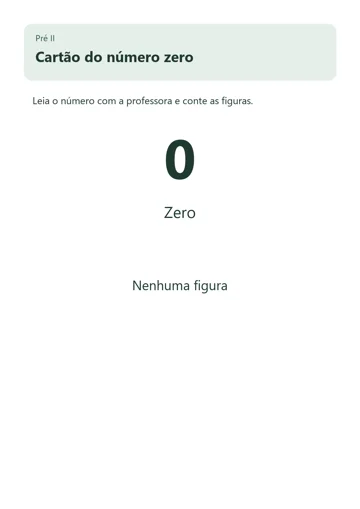 Pré II
Cartão do número zero
Leia o número com a professora e conte as figuras.
0
Zero
Nenhuma figura